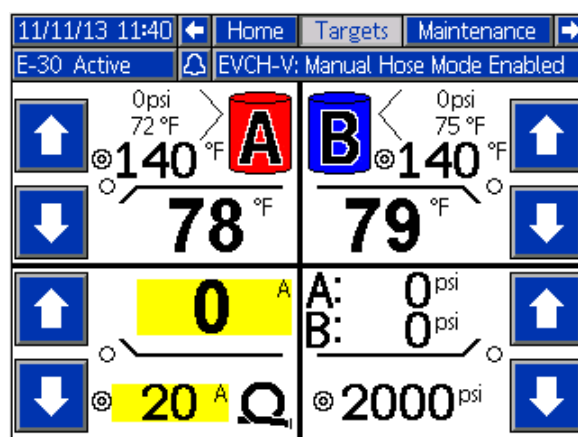 11/11/13 11:40 Home Targets Maintenance
E-30 Active EVCH-V: Manual Hose Mode Enabled
0psi
72 °F
140 °F A
78 °F
0psi
75 °F
B 140 °F
79 °F
0 A
20 A
A: 0 psi
B: 0 psi
2000 psi